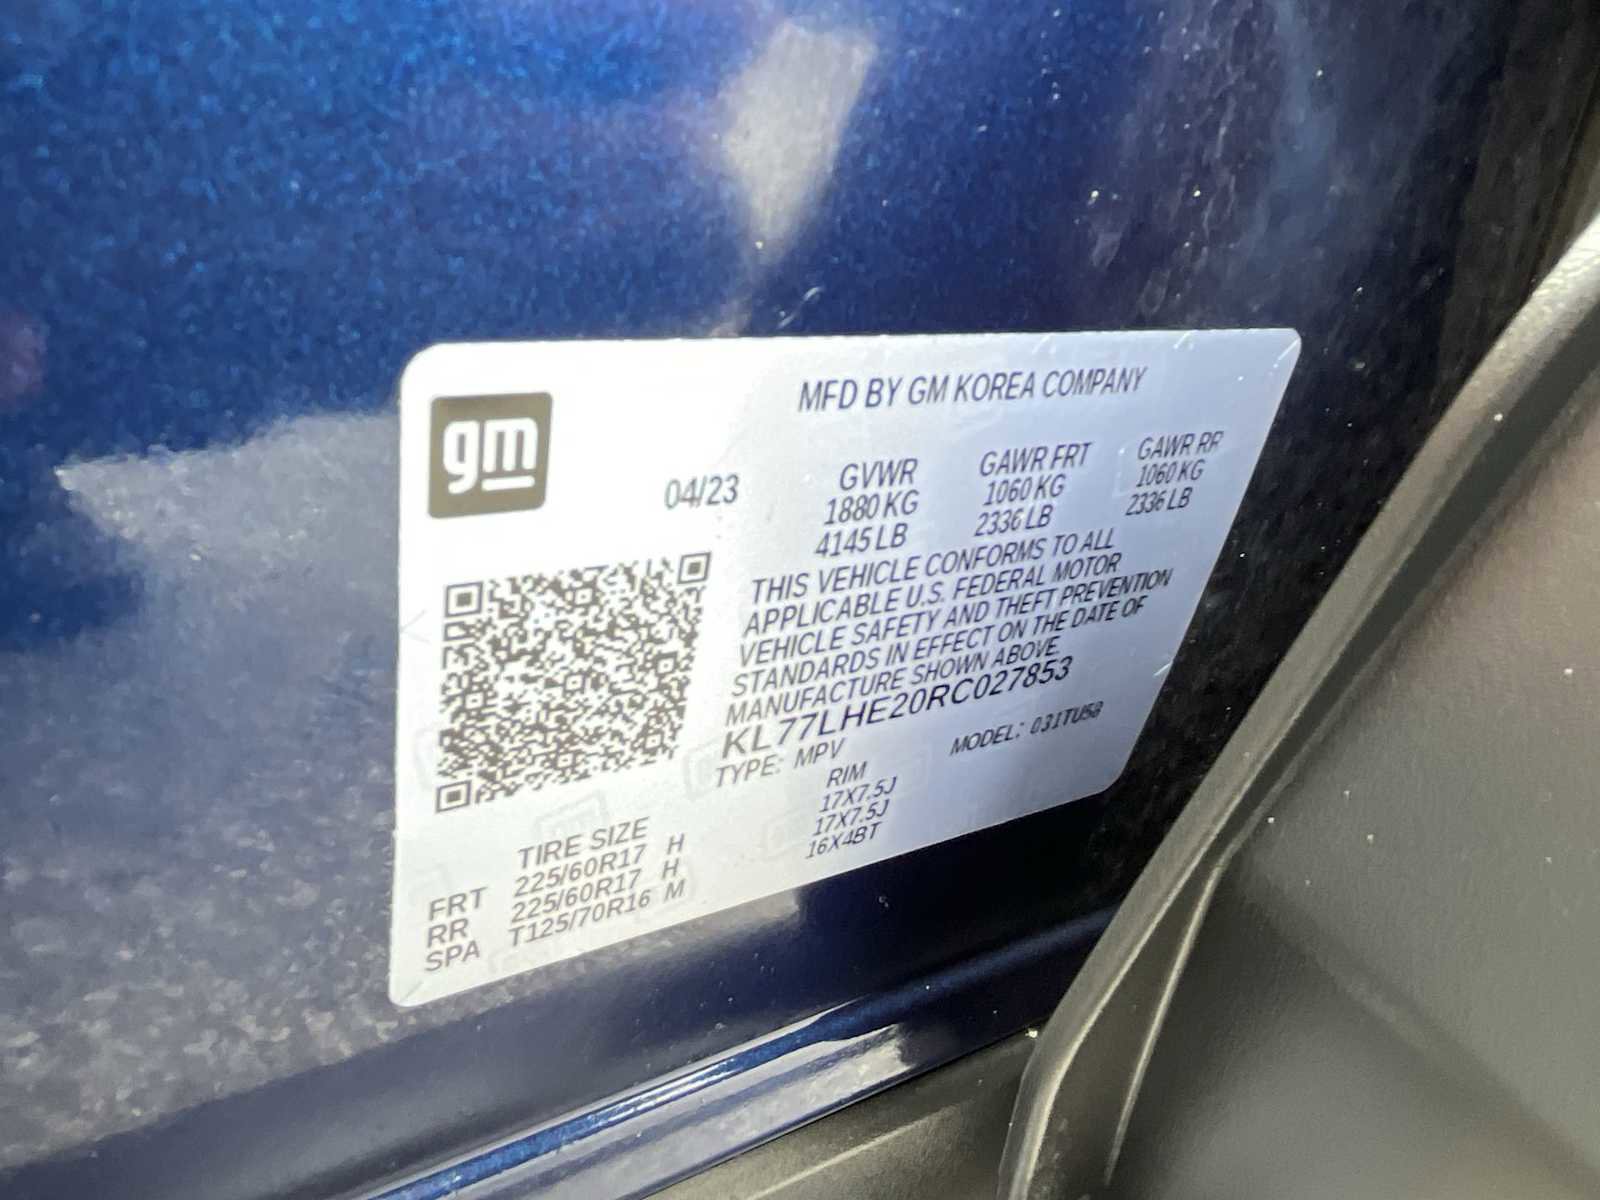 gm
MFD BY GM KOREA COMPANY
04/23
GVWR GAWR FRT GAWR RR
1880 KG 1060 KG 1060 KG
4145 LB 2336 LB 2336 LB
THIS VEHICLE CONFORMS TO ALL
APPLICABLE U.S. FEDERAL MOTOR
VEHICLE SAFETY AND THEFT PREVENTION
STANDARDS IN EFFECT ON THE DATE OF
MANUFACTURE SHOWN ABOVE.
KL77LHE20RC027853
TYPE: MPV MODEL: 031TU58
TIRE SIZE RIM
FRT 225/60R17 H 17X7.5J
RR 225/60R17 H 17X7.5J
SPA T125/70R16 M 16X4BT